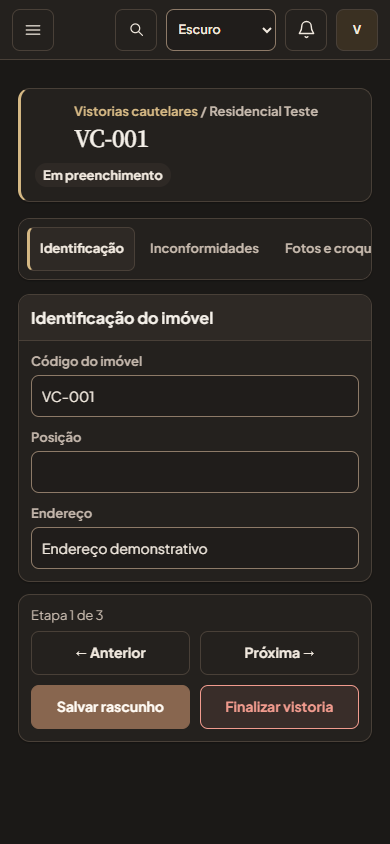 Escuro
V
Vistorias cautelares / Residencial Teste
VC-001
Em preenchimento
Identificação
Inconformidades
Fotos e croqu
Identificação do imóvel
Código do imóvel
VC-001
Posição
Endereço
Endereço demonstrativo
Etapa 1 de 3
← Anterior
Próxima →
Salvar rascunho
Finalizar vistoria